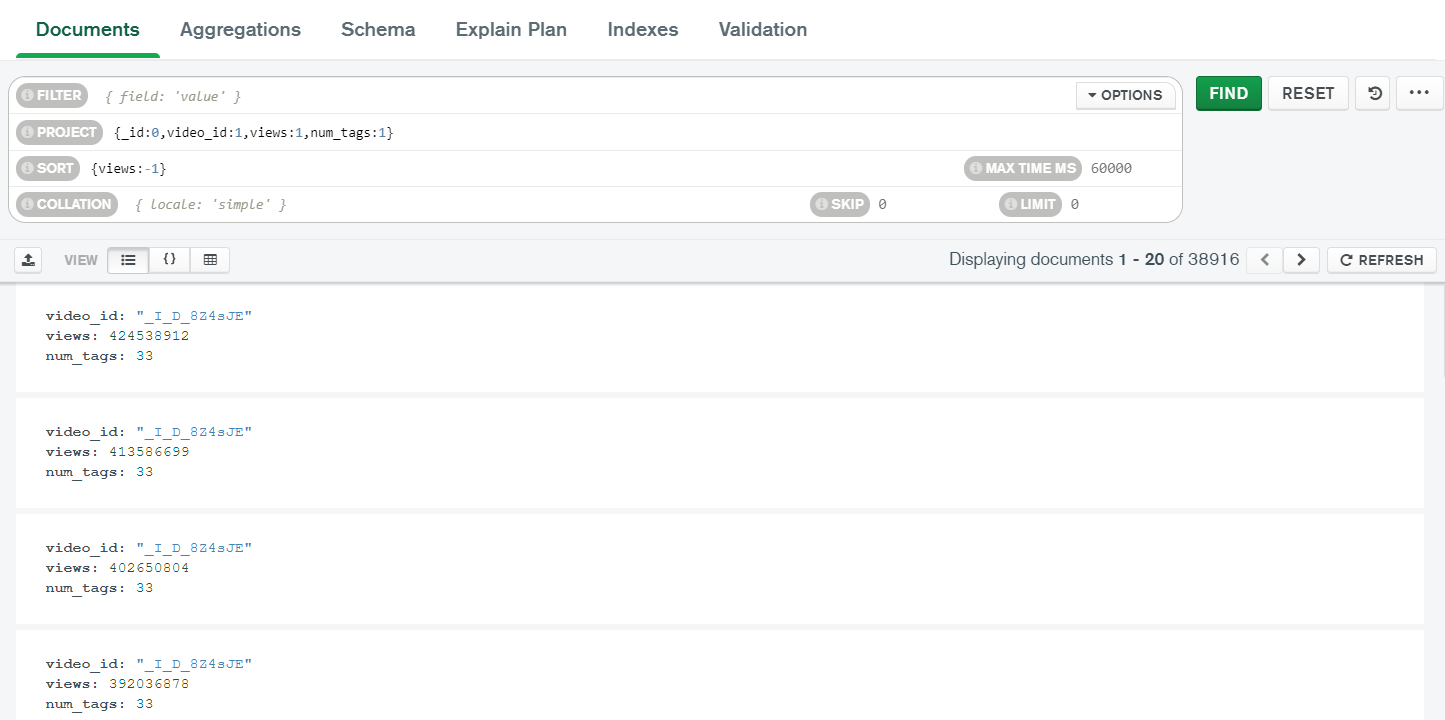 Documents Aggregations Schema Explain Plan Indexes Validation
FILTER { field: 'value' } OPTIONS FIND RESET
PROJECT {_id:0,video_id:1,views:1,num_tags:1}
SORT {views:-1} MAX TIME MS 60000
COLLATION { locale: 'simple' } SKIP 0 LIMIT 0
VIEW {} Displaying documents 1 - 20 of 38916 REFRESH
video_id: "_I_D_8Z4sJE"
views: 424538912
num_tags: 33
video_id: "_I_D_8Z4sJE"
views: 413586699
num_tags: 33
video_id: "_I_D_8Z4sJE"
views: 402650804
num_tags: 33
video_id: "_I_D_8Z4sJE"
views: 392036878
num_tags: 33